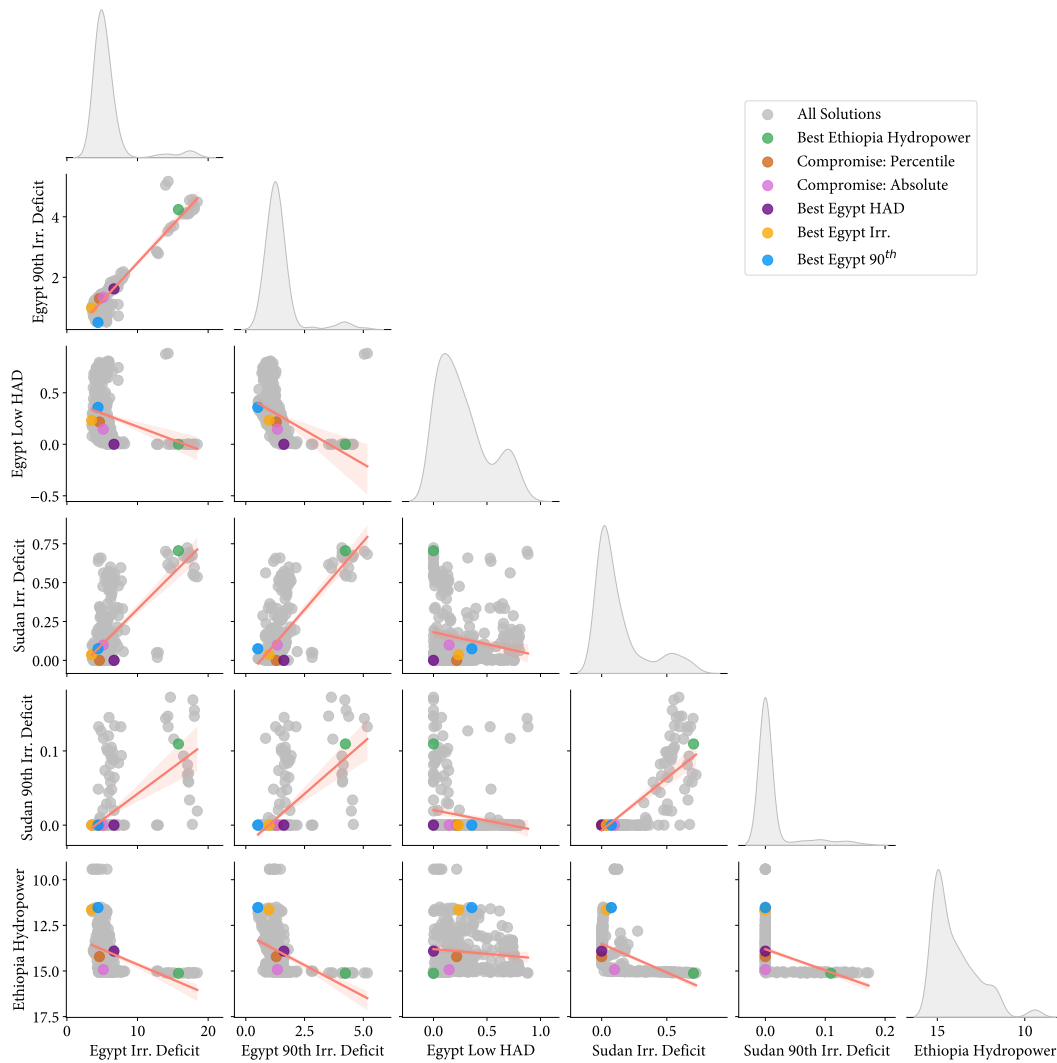 All Solutions
Best Ethiopia Hydropower
Compromise: Percentile
Compromise: Absolute
Best Egypt HAD
Best Egypt Irr.
Best Egypt 90th
Egypt 90th Irr. Deficit
4
2
Egypt Low HAD
0.5
0.0
−0.5
Sudan Irr. Deficit
0.75
0.50
0.25
0.00
Sudan 90th Irr. Deficit
0.1
0.0
Ethiopia Hydropower
10.0
12.5
15.0
17.5
0 10 20 0.0 2.5 5.0 0.0 0.5 1.0 0.0 0.5 0.0 0.1 0.2 15 10
Egypt Irr. Deficit Egypt 90th Irr. Deficit Egypt Low HAD Sudan Irr. Deficit Sudan 90th Irr. Deficit Ethiopia Hydropower